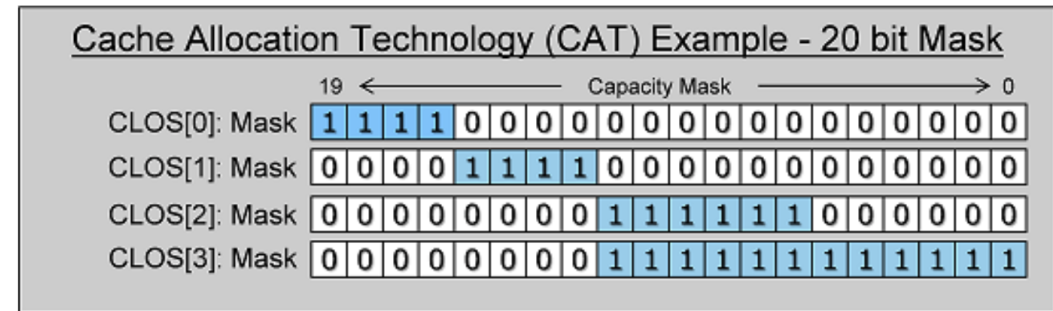 Cache Allocation Technology (CAT) Example - 20 bit Mask
19 Capacity Mask 0
CLOS[0]: Mask 1 1 1 1 0 0 0 0 0 0 0 0 0 0 0 0 0 0 0 0
CLOS[1]: Mask 0 0 0 0 1 1 1 1 0 0 0 0 0 0 0 0 0 0 0 0
CLOS[2]: Mask 0 0 0 0 0 0 0 0 1 1 1 1 1 1 0 0 0 0 0 0
CLOS[3]: Mask 0 0 0 0 0 0 0 0 1 1 1 1 1 1 1 1 1 1 1 1